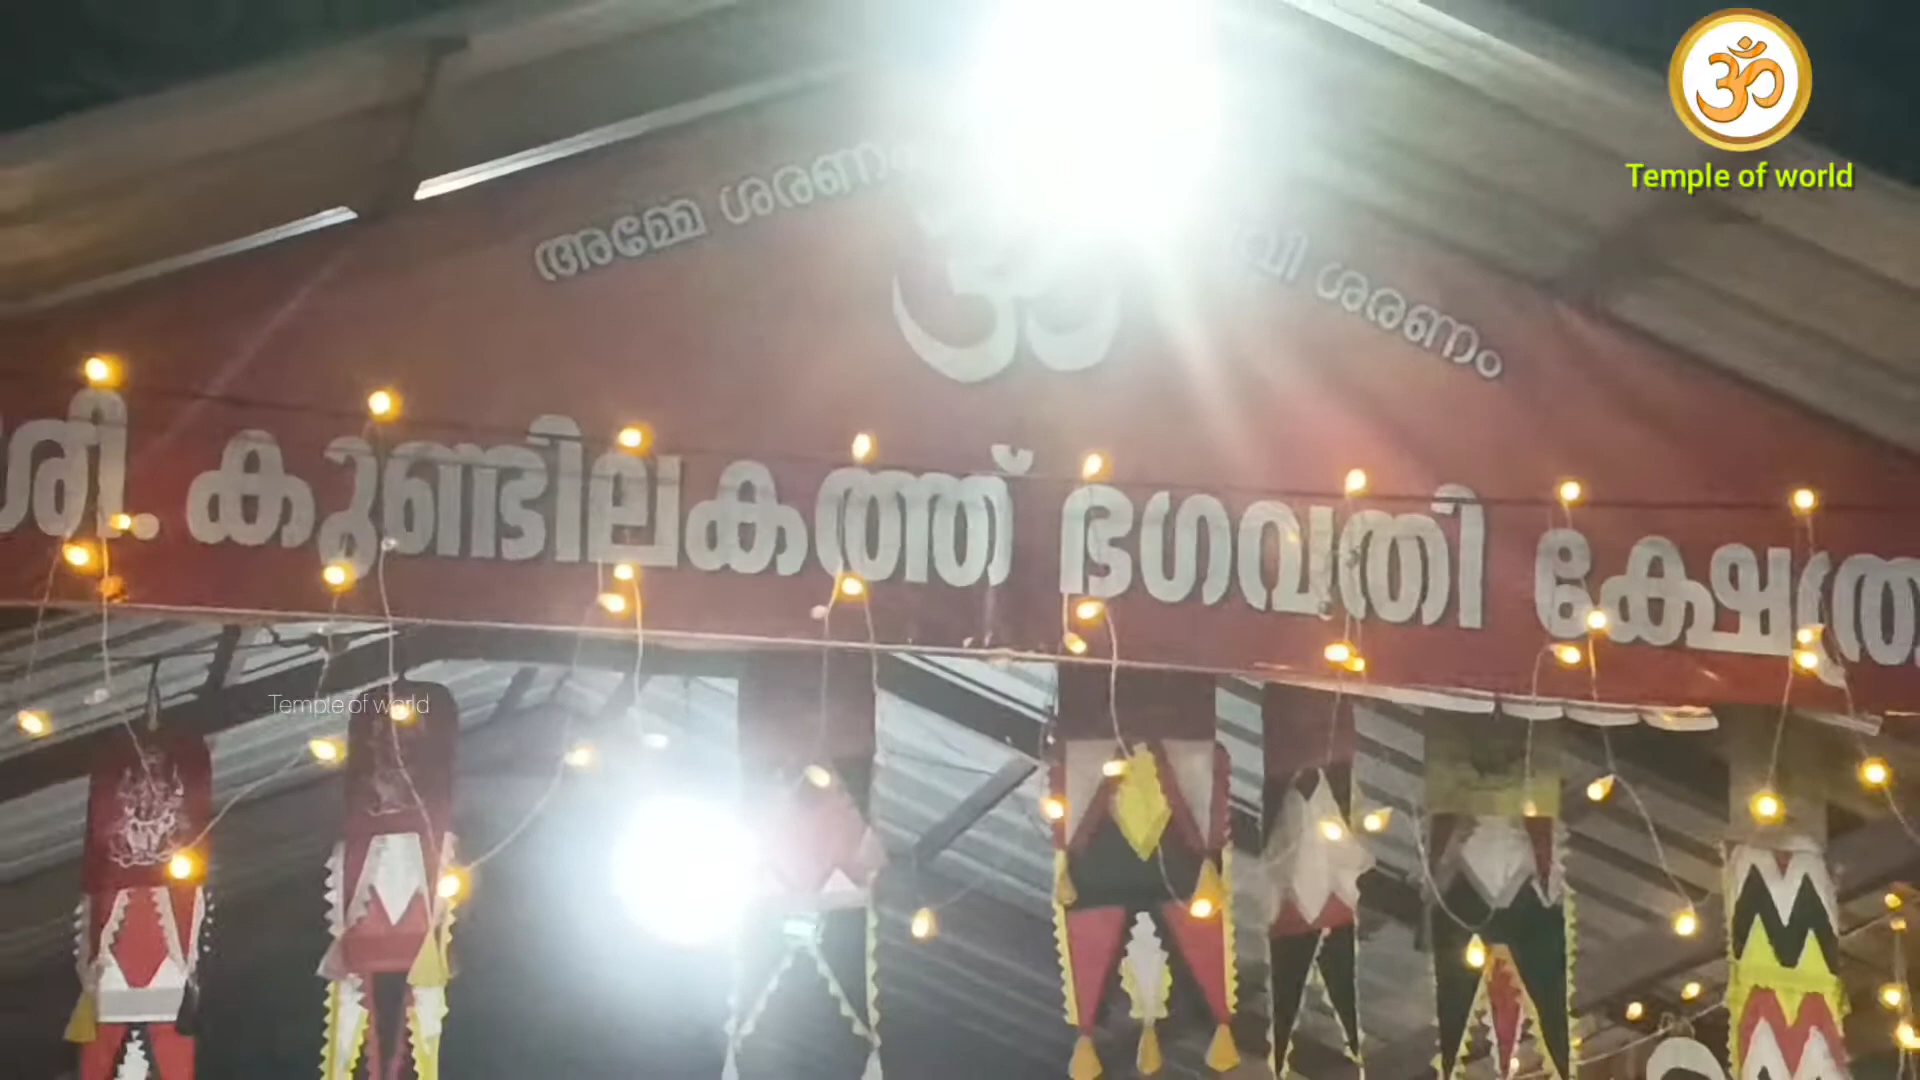 അമ്മേ ശരണം
ശരണം
ശ്രീ. കുണ്ടിലകത്ത് ഭഗവതി ക്ഷേത്രം
ॐ
Temple of world
Temple of world